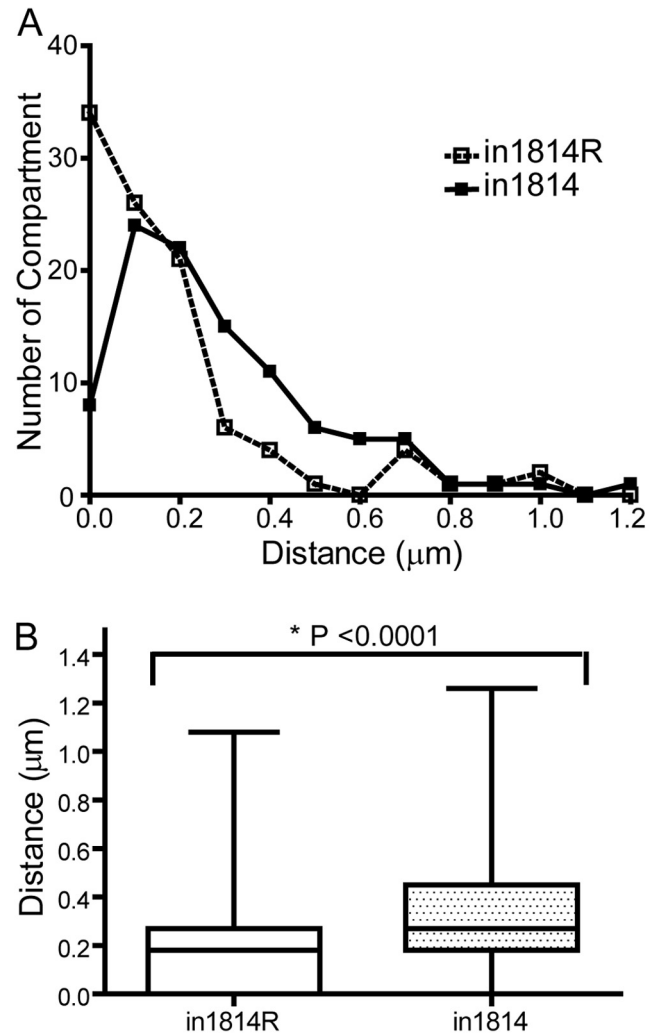 A
40
30
20
10
0
Number of Compartment
in1814R
in1814
0.0 0.2 0.4 0.6 0.8 1.0 1.2
Distance (μm)
B
* P <0.0001
1.4
1.2
1.0
0.8
0.6
0.4
0.2
0.0
Distance (μm)
in1814R in1814